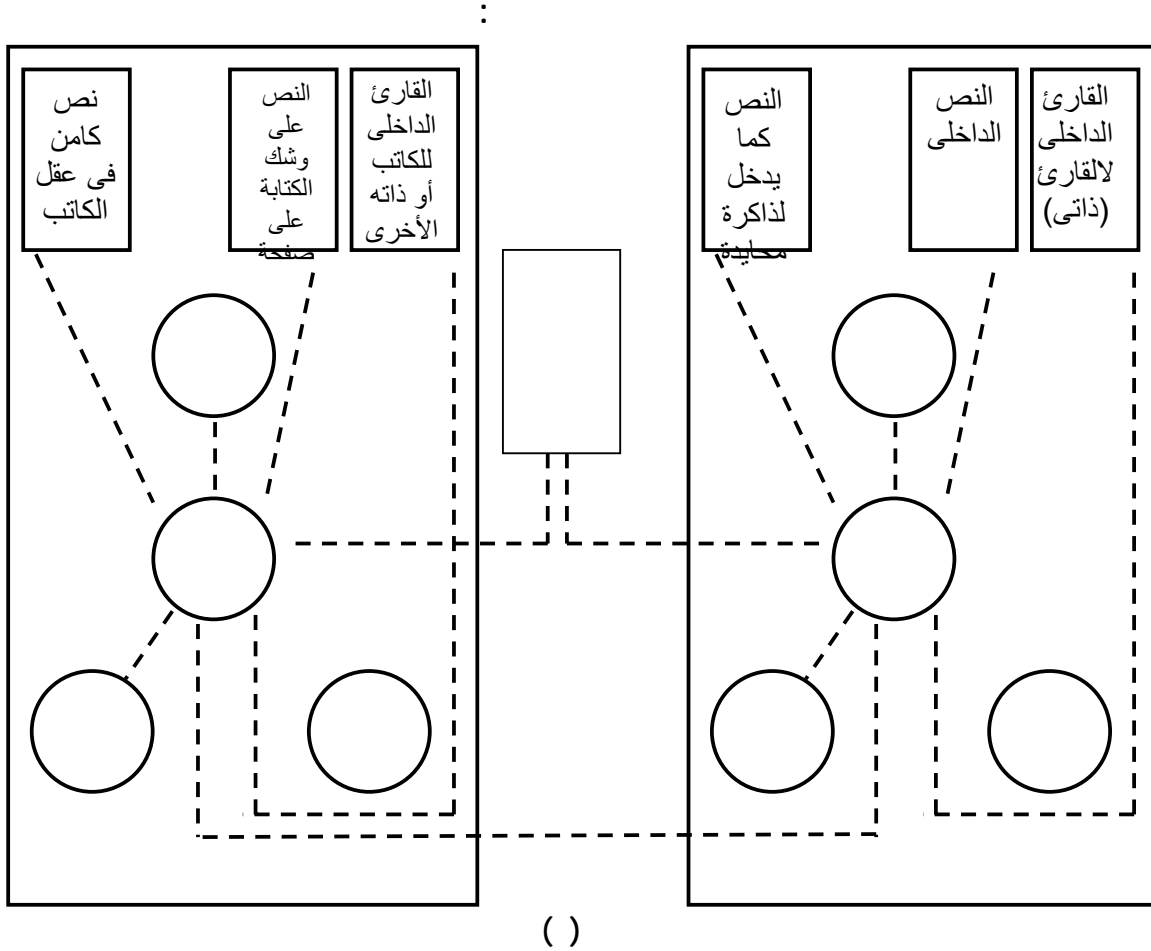 :
القارئ
الداخلى
لالقارئ
(ذاتى)
النص
الداخلى
النص
كما
يدخل
لذاكرة
محايدة
القارئ
الداخلى
للكاتب
أو ذاته
الأخرى
النص
على
وشك
الكتابة
على
صفحة
نص
كامن
فى عقل
الكاتب
( )